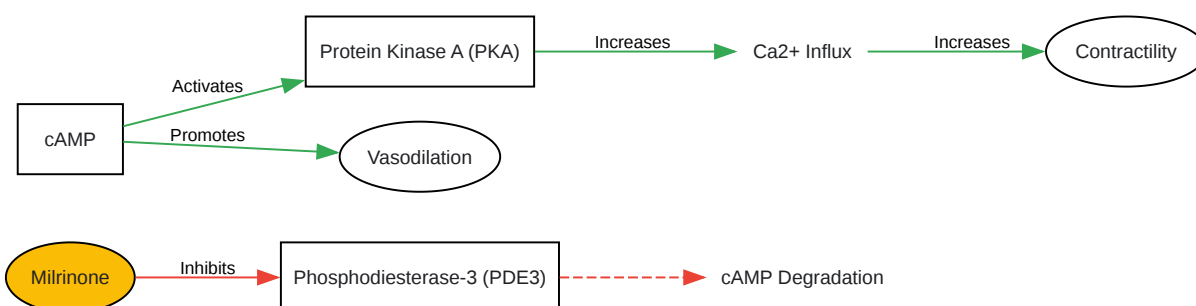 Protein Kinase A (PKA)
Increases
Ca2+ Influx
Increases
Contractility
Activates
cAMP
Promotes
Vasodilation
Milrinone
Inhibits
Phosphodiesterase-3 (PDE3)
cAMP Degradation